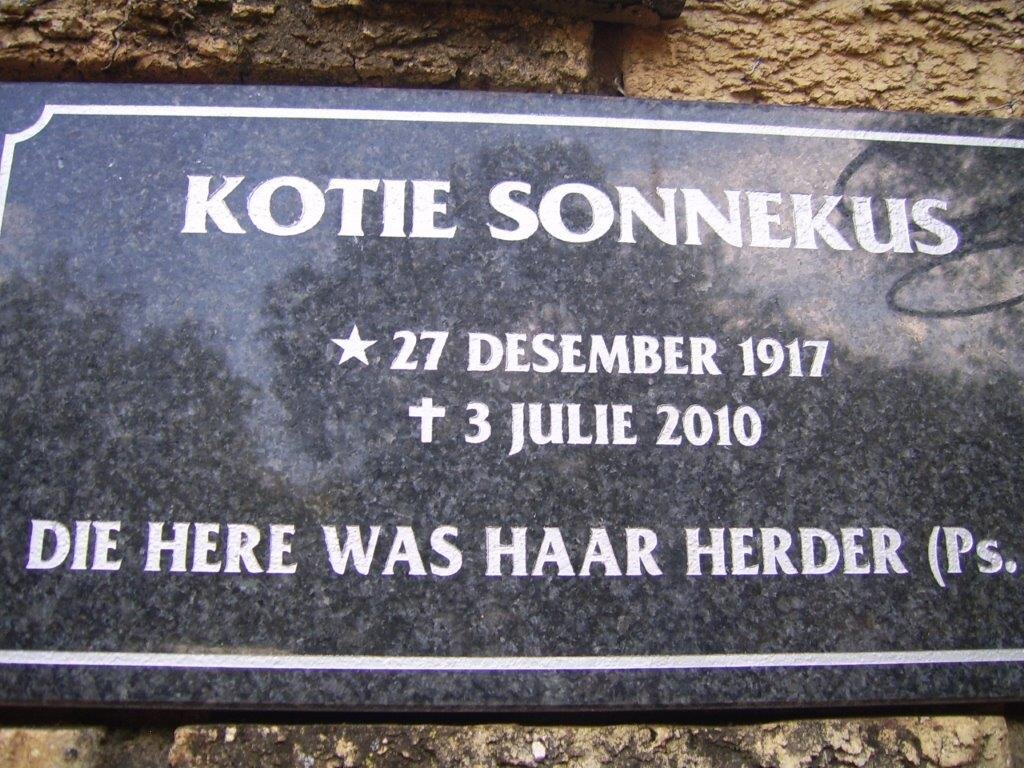 KOTIE SONNEKUS
★ 27 DESEMBER 1917
✝ 3 JULIE 2010
DIE HERE WAS HAAR HERDER (Ps.